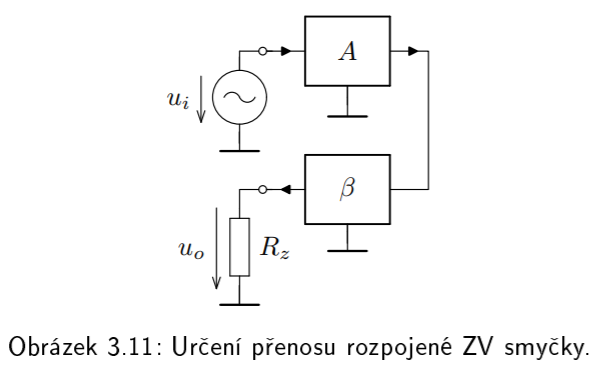 A
u_i
β
u_o
R_z
Obrázek 3.11: Určení přenosu rozpojené ZV smyčky.